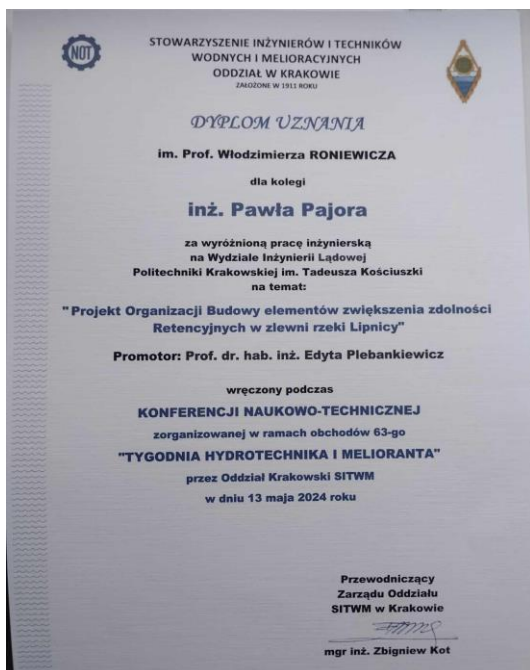 NOT
STOWARZYSZENIE INŻYNIERÓW I TECHNIKÓW
WODNYCH I MELIORACYJNYCH
ODDZIAŁ W KRAKOWIE
ZAŁOŻONE W 1911 ROKU
DYPLOM UZNANIA
im. Prof. Włodzimierza RONIEWICZA
dla kolegi
inż. Pawła Pajora
za wyróżnioną pracę inżynierską
na Wydziale Inżynierii Lądowej
Politechniki Krakowskiej im. Tadeusza Kościuszki
na temat:
"Projekt Organizacji Budowy elementów zwiększenia zdolności
Retencyjnych w zlewni rzeki Lipnicy"
Promotor: Prof. dr. hab. inż. Edyta Plebankiewicz
wręczony podczas
KONFERENCJI NAUKOWO-TECHNICZNEJ
zorganizowanej w ramach obchodów 63-go
"TYGODNIA HYDROTECHNIKA I MELIORANTA"
przez Oddział Krakowski SITWM
w dniu 13 maja 2024 roku
Przewodniczący
Zarządu Oddziału
SITWM w Krakowie
mgr inż. Zbigniew Kot